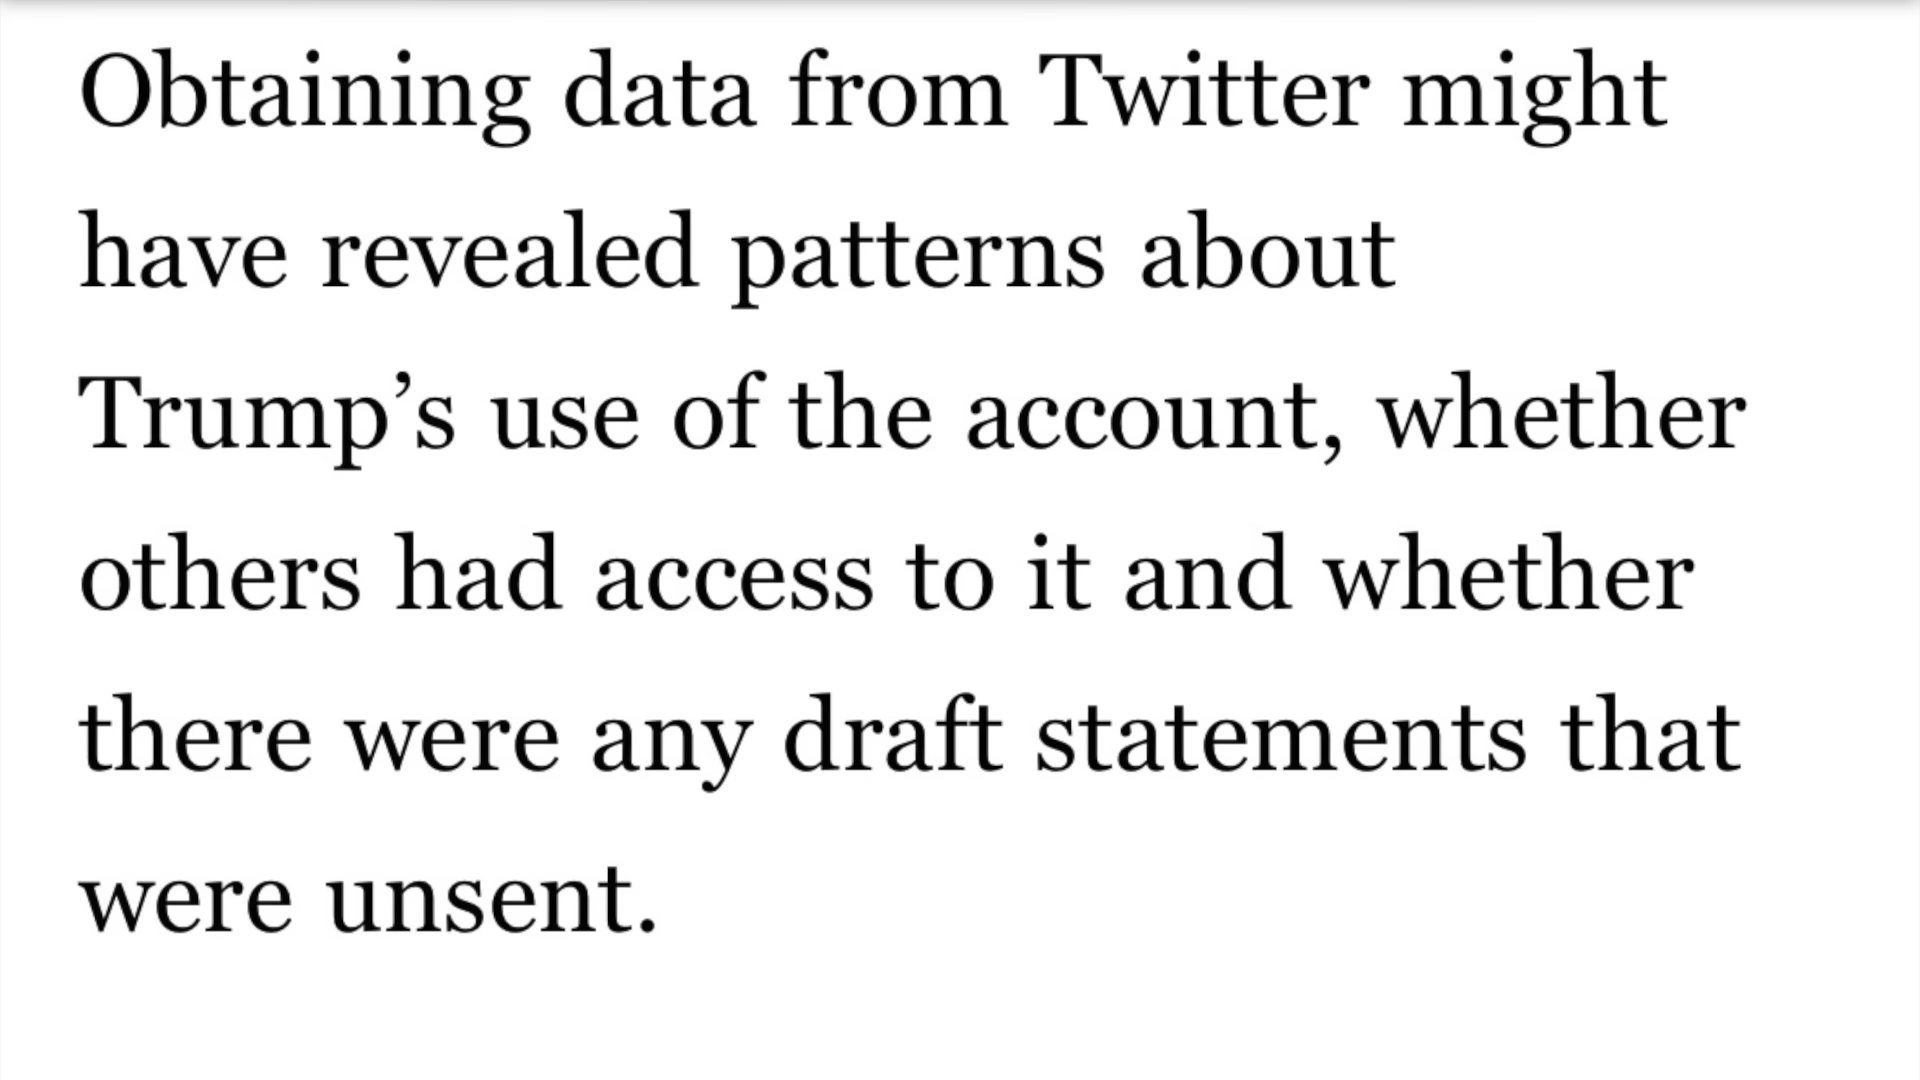 Obtaining data from Twitter might
have revealed patterns about
Trump’s use of the account, whether
others had access to it and whether
there were any draft statements that
were unsent.